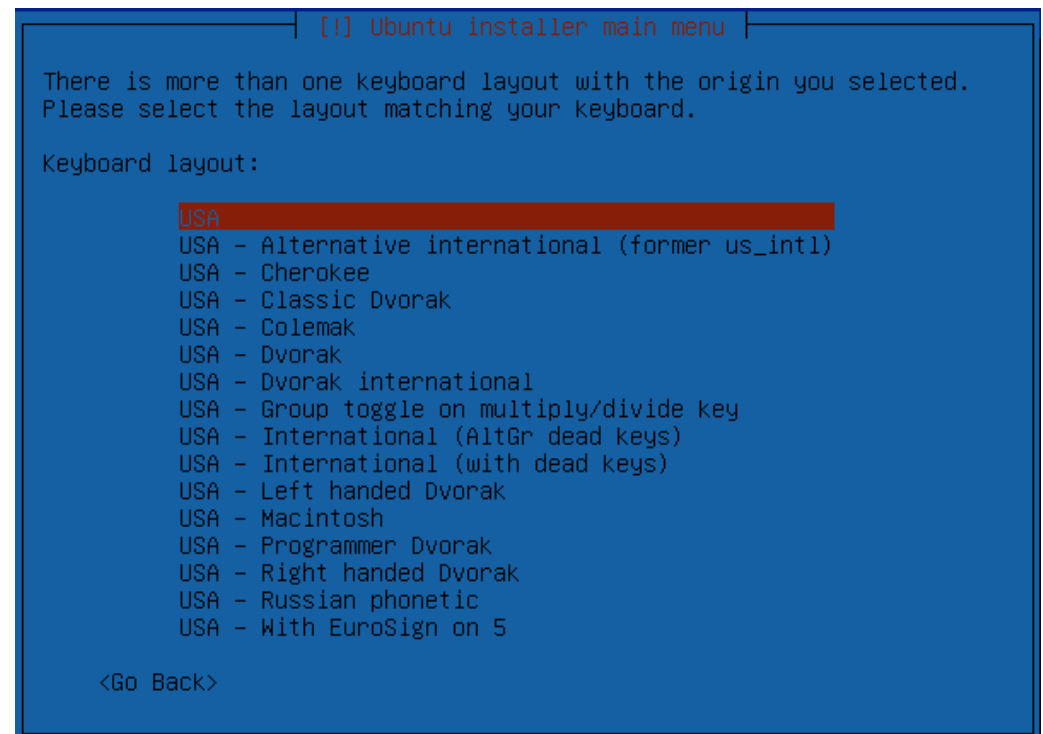 [!] Ubuntu installer main menu
There is more than one keyboard layout with the origin you selected.
Please select the layout matching your keyboard.
Keyboard layout:
USA
USA - Alternative international (former us_intl)
USA - Cherokee
USA - Classic Dvorak
USA - Colemak
USA - Dvorak
USA - Dvorak international
USA - Group toggle on multiply/divide key
USA - International (AltGr dead keys)
USA - International (with dead keys)
USA - Left handed Dvorak
USA - Macintosh
USA - Programmer Dvorak
USA - Right handed Dvorak
USA - Russian phonetic
USA - With EuroSign on 5
<Go Back>